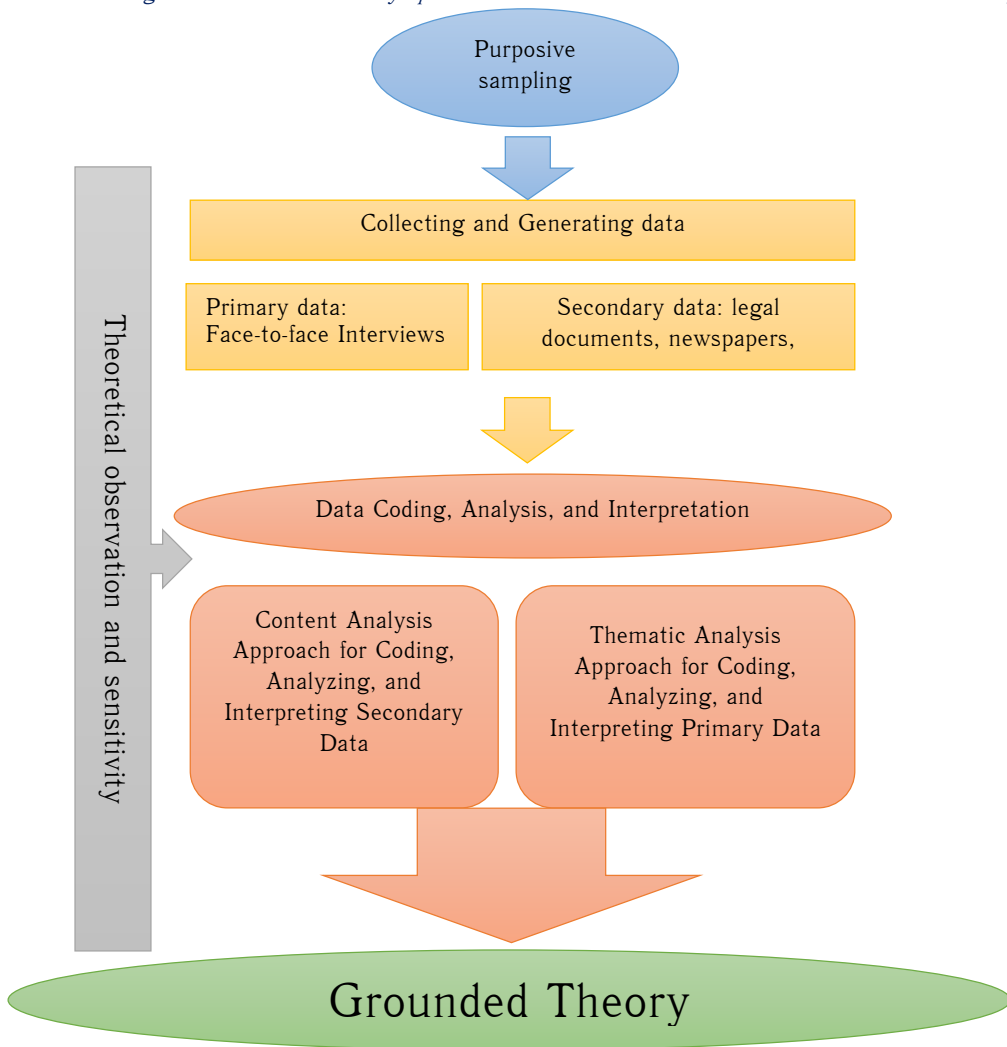 Purposive
sampling
Collecting and Generating data
Primary data:
Face-to-face Interviews
Secondary data: legal
documents, newspapers,
Theoretical observation and sensitivity
Data Coding, Analysis, and Interpretation
Content Analysis
Approach for Coding,
Analyzing, and
Interpreting Secondary
Data
Thematic Analysis
Approach for Coding,
Analyzing, and
Interpreting Primary Data
Grounded Theory